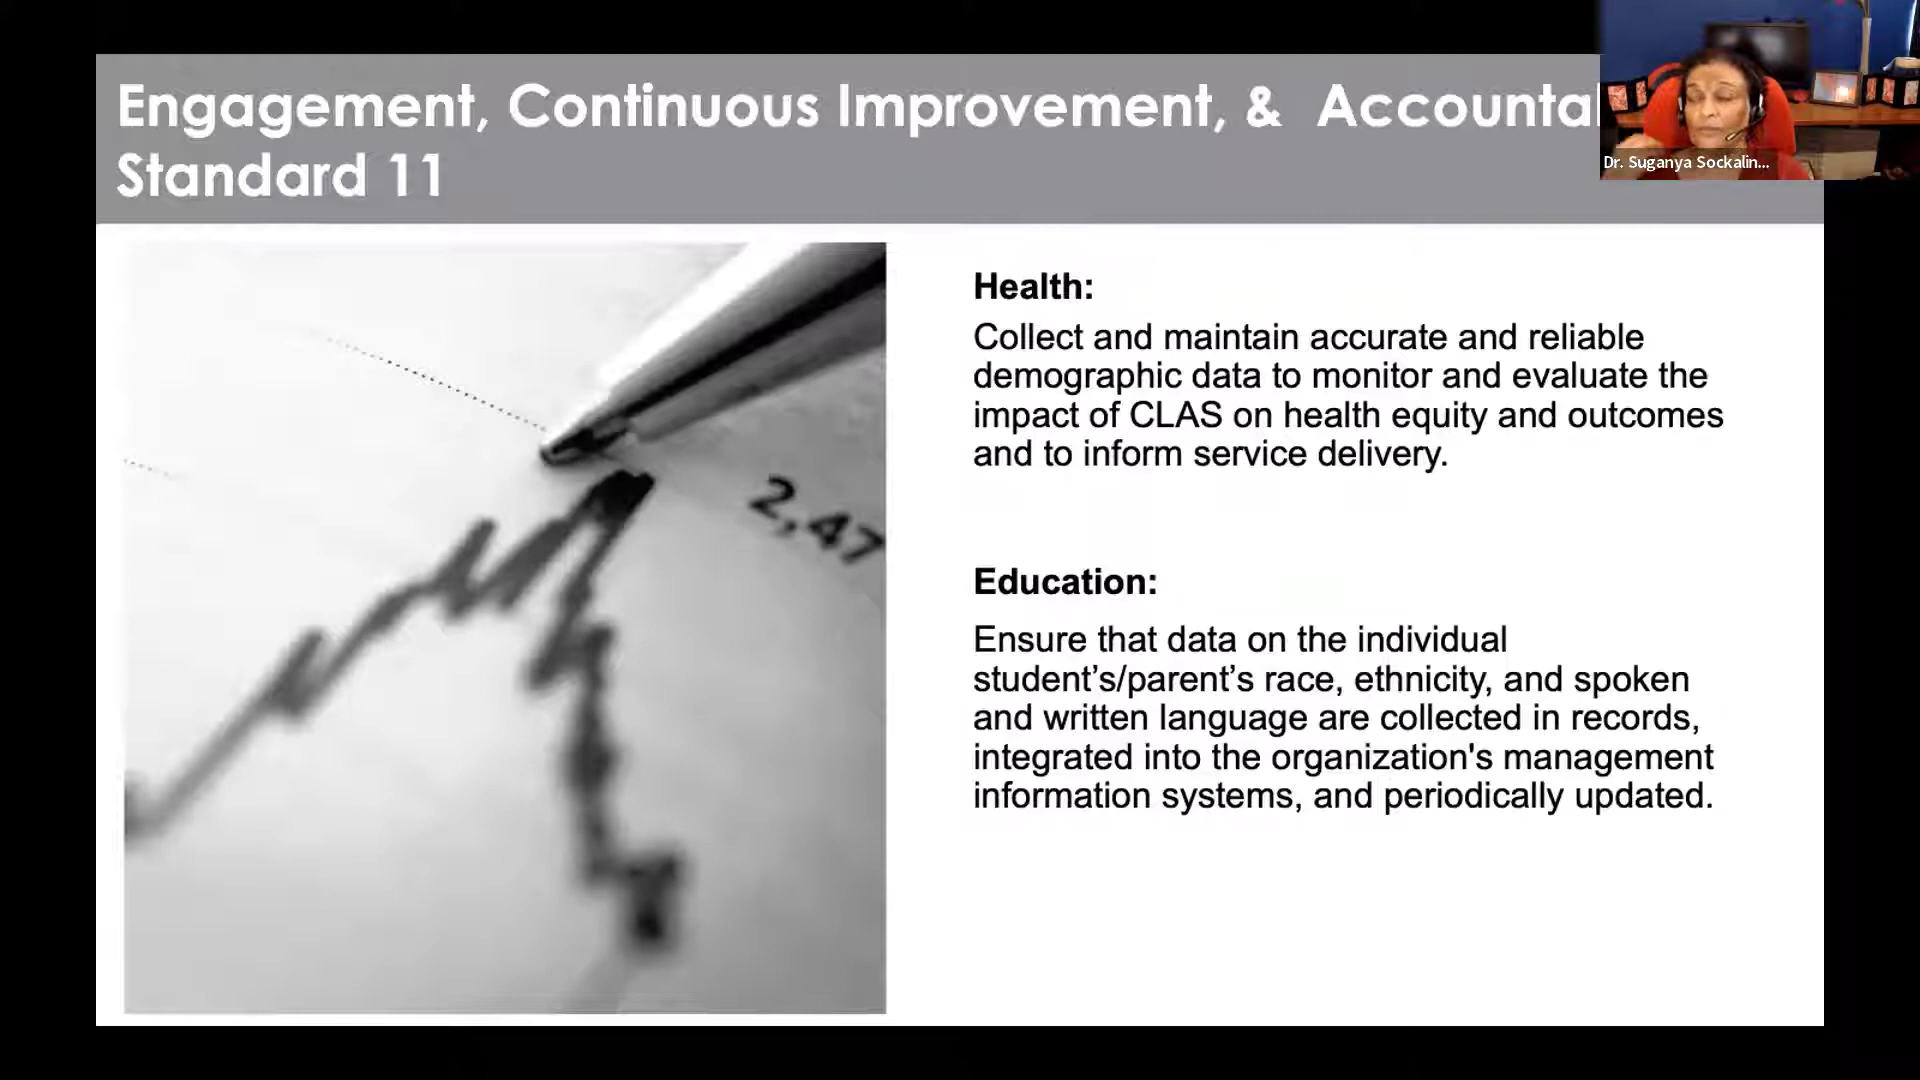 Engagement, Continuous Improvement, & Accounta
Standard 11
Dr. Suganya Sockalin...
Health:
Collect and maintain accurate and reliable
demographic data to monitor and evaluate the
impact of CLAS on health equity and outcomes
and to inform service delivery.
2,47
Education:
Ensure that data on the individual
student’s/parent’s race, ethnicity, and spoken
and written language are collected in records,
integrated into the organization's management
information systems, and periodically updated.